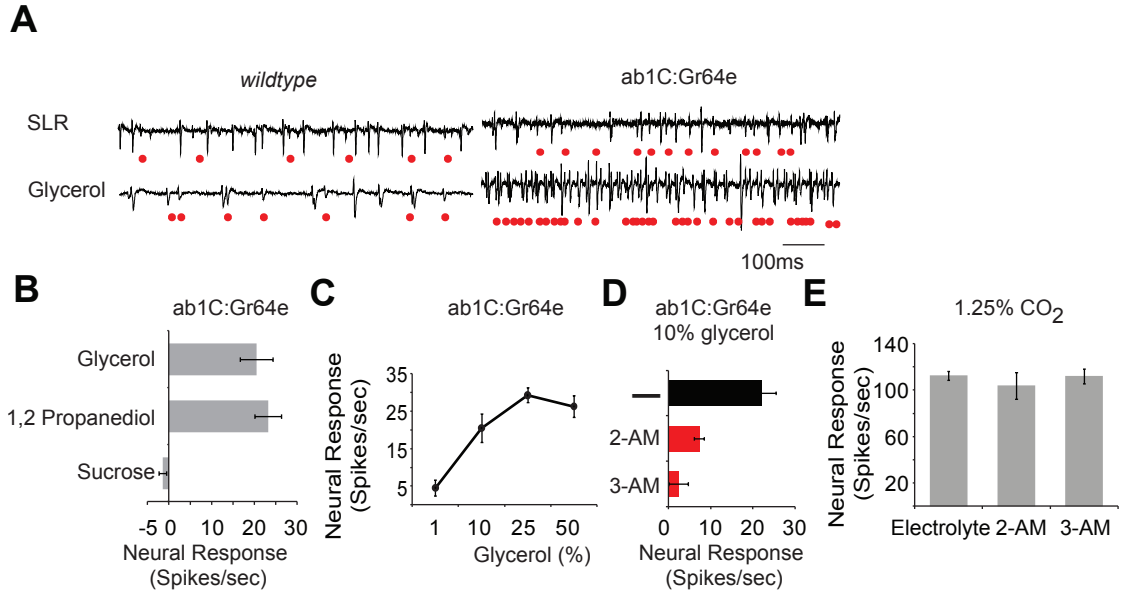 A
wildtype
ab1C:Gr64e
SLR
Glycerol
100ms
B
ab1C:Gr64e
Glycerol
1,2 Propanediol
Sucrose
-5 0 10 20 30
Neural Response
(Spikes/sec)
C
ab1C:Gr64e
Neural Response
(Spikes/sec)
35
25
15
5
1 10 25 50
Glycerol (%)
D
ab1C:Gr64e
10% glycerol
—
2-AM
3-AM
0 10 20 30
Neural Response
(Spikes/sec)
E
1.25% CO2
Neural Response
(Spikes/sec)
140
100
60
20
Electrolyte 2-AM 3-AM